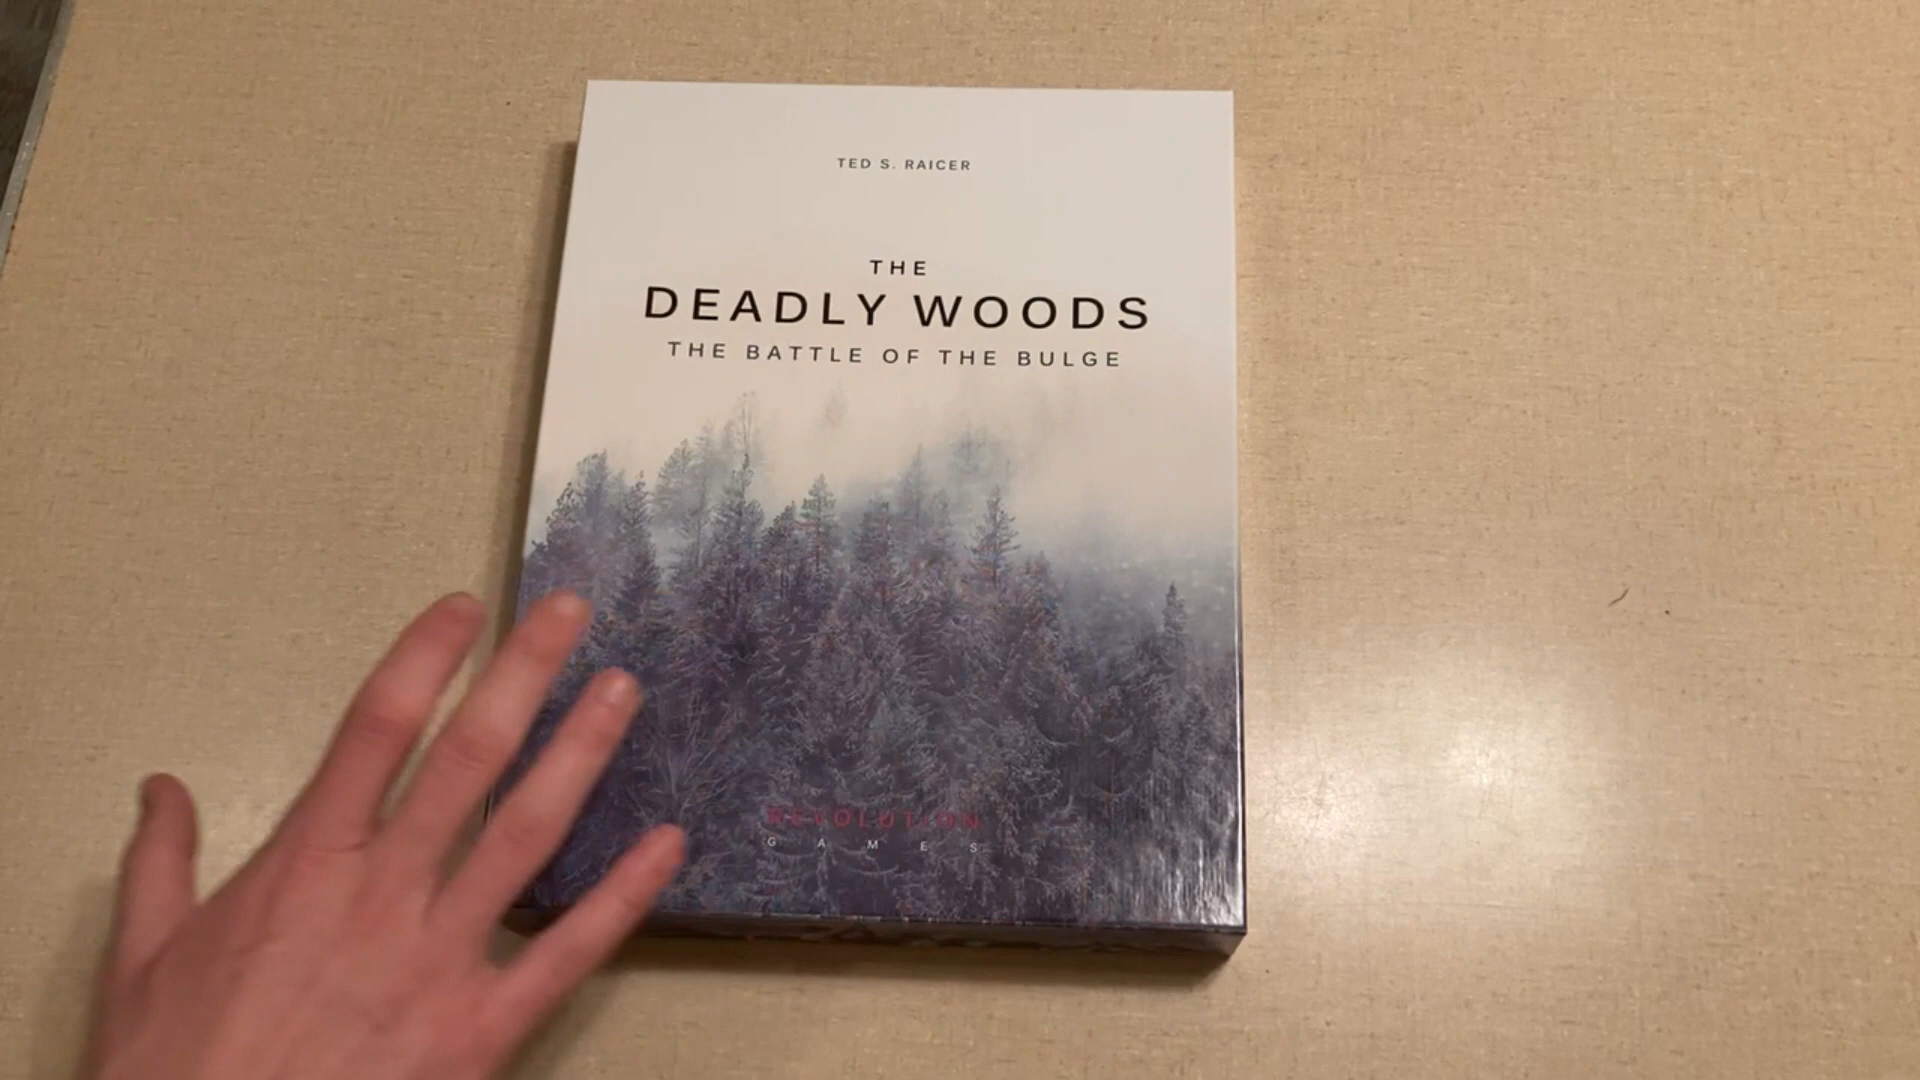 TED S. RAICER
THE
DEADLY WOODS
THE BATTLE OF THE BULGE
REVOLUTION
GAMES